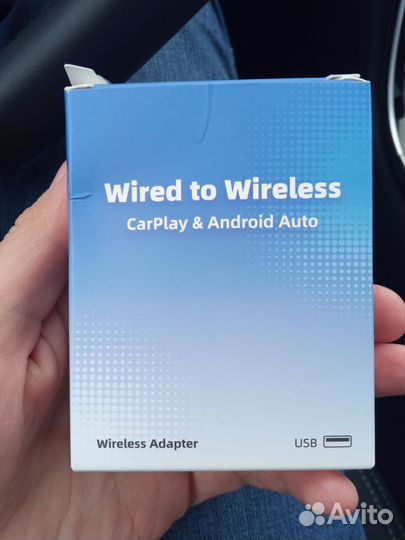 Wired to Wireless
CarPlay & Android Auto
Wireless Adapter
USB
Avito